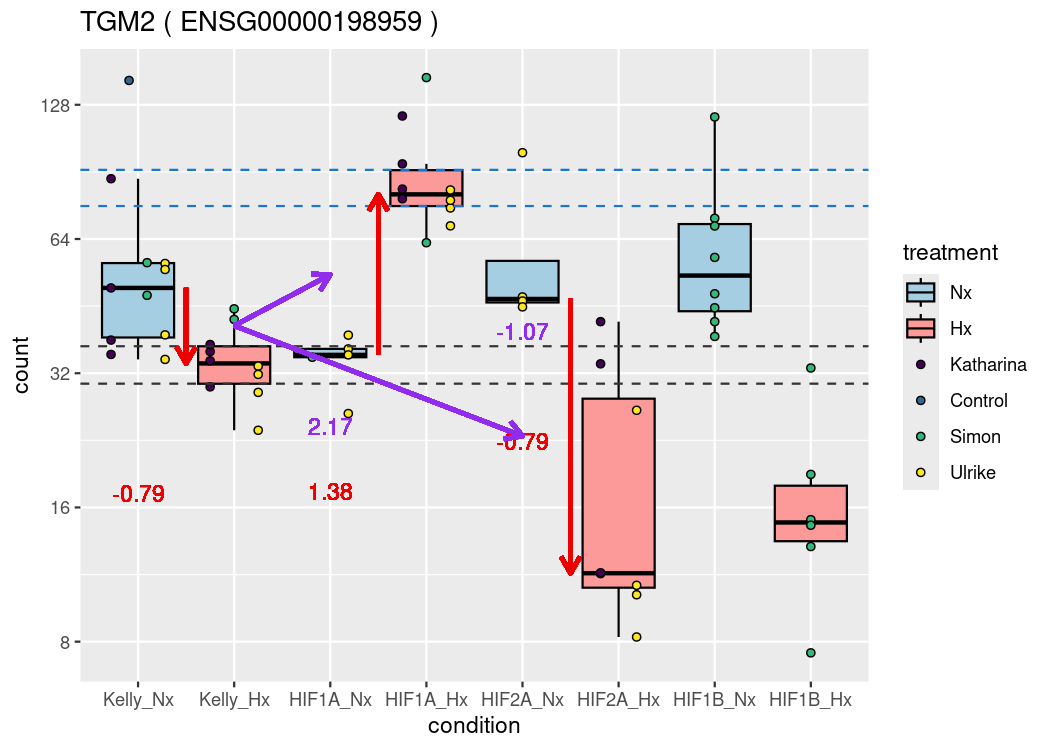 TGM2 ( ENSG00000198959 )
count
128
64
32
16
8
-1.07
2.17
-0.79
-0.79
1.38
Kelly_Nx
Kelly_Hx
HIF1A_Nx
HIF1A_Hx
HIF2A_Nx
HIF2A_Hx
HIF1B_Nx
HIF1B_Hx
condition
treatment
Nx
Hx
Katharina
Control
Simon
Ulrike